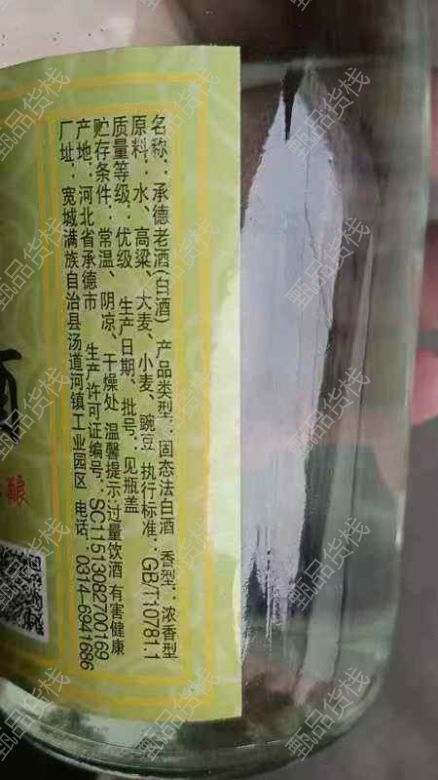 名称：承德老酒(白酒) 产品类型：固态法白酒 香型：浓香型
原料：水、高粱、大麦、小麦、豌豆 执行标准：GB/T10781.1
质量等级：优级 生产日期、批号：见瓶盖
贮存条件：常温、阴凉、干燥处 温馨提示:过量饮酒 有害健康
产地：河北省承德市 生产许可证编号：SC11513082700169
厂址：宽城满族自治县汤道河镇工业园区 电话:0314-6941686
酿
甄品货栈